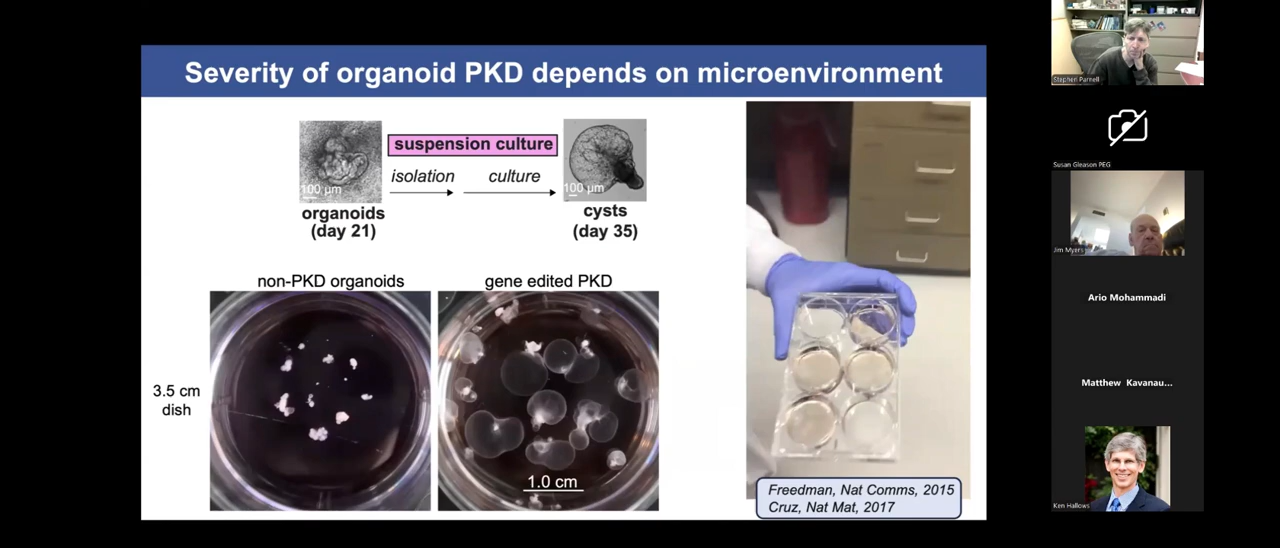 Severity of organoid PKD depends on microenvironment
suspension culture
isolation
culture
100 µm
100 µm
organoids
(day 21)
cysts
(day 35)
non-PKD organoids
gene edited PKD
3.5 cm
dish
1.0 cm
Freedman, Nat Comms, 2015
Cruz, Nat Mat, 2017
Stephen Parnell
Susan Gleason PEG
Jim Myers
Ario Mohammadi
Matthew Kavanau...
Ken Hallows